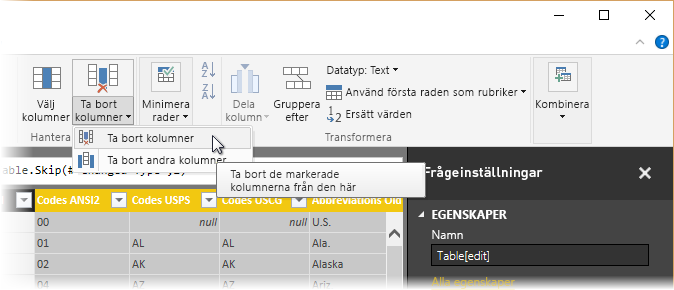 Välj kolumner
Ta bort kolumner
Minimera rader
Dela kolumn
Gruppera efter
Datatyp: Text
Använd första raden som rubriker
Ersätt värden
Kombinera
Hantera
Transformera
Ta bort kolumner
Ta bort andra kolumner
Ta bort de markerade
kolumnerna från den här
able.Skip(#
Frågeinställningar
EGENSKAPER
Namn
Table[edit]
Alla egenskaper
Codes ANSI2 Codes USPS Codes USCG Abbreviations Old
00 null null U.S.
01 AL AL Ala.
02 AK AK Alaska
04 AZ AZ Ariz